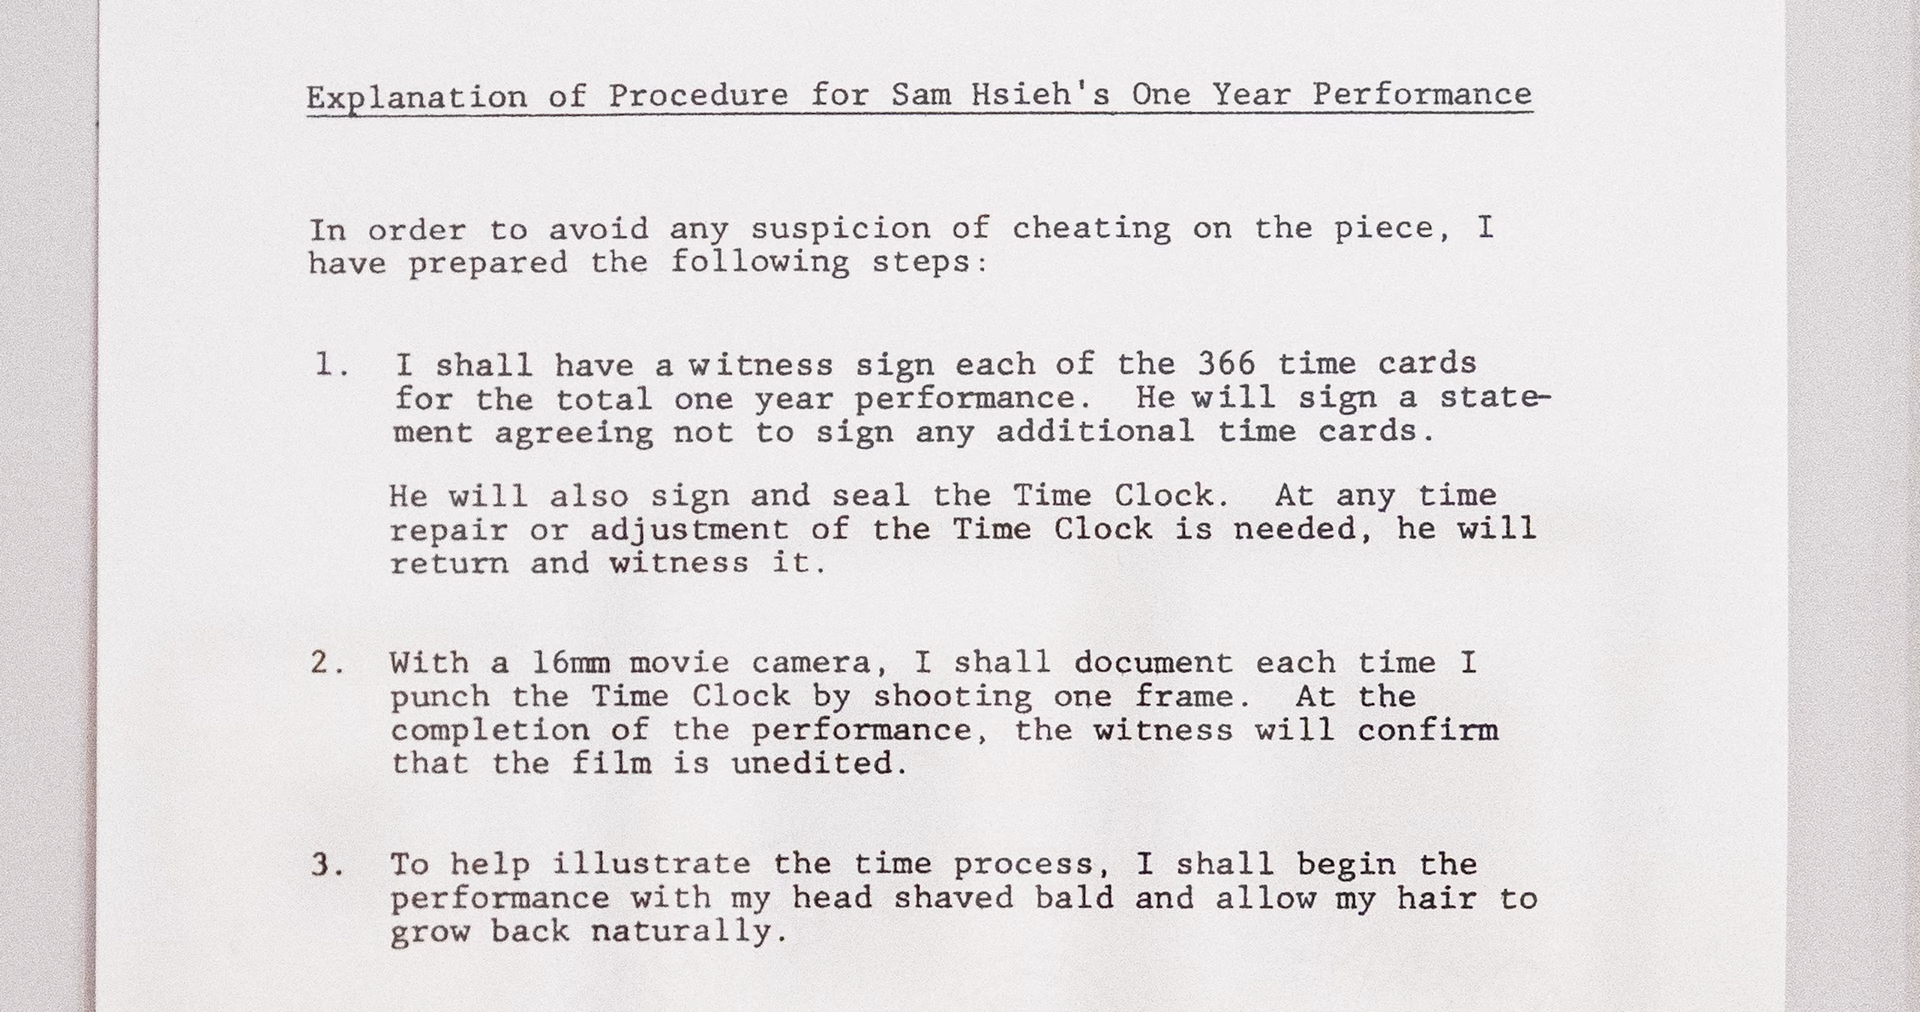 Explanation of Procedure for Sam Hsieh's One Year Performance
In order to avoid any suspicion of cheating on the piece, I
have prepared the following steps:
1. I shall have a witness sign each of the 366 time cards
for the total one year performance. He will sign a state-
ment agreeing not to sign any additional time cards.
He will also sign and seal the Time Clock. At any time
repair or adjustment of the Time Clock is needed, he will
return and witness it.
2. With a 16mm movie camera, I shall document each time I
punch the Time Clock by shooting one frame. At the
completion of the performance, the witness will confirm
that the film is unedited.
3. To help illustrate the time process, I shall begin the
performance with my head shaved bald and allow my hair to
grow back naturally.